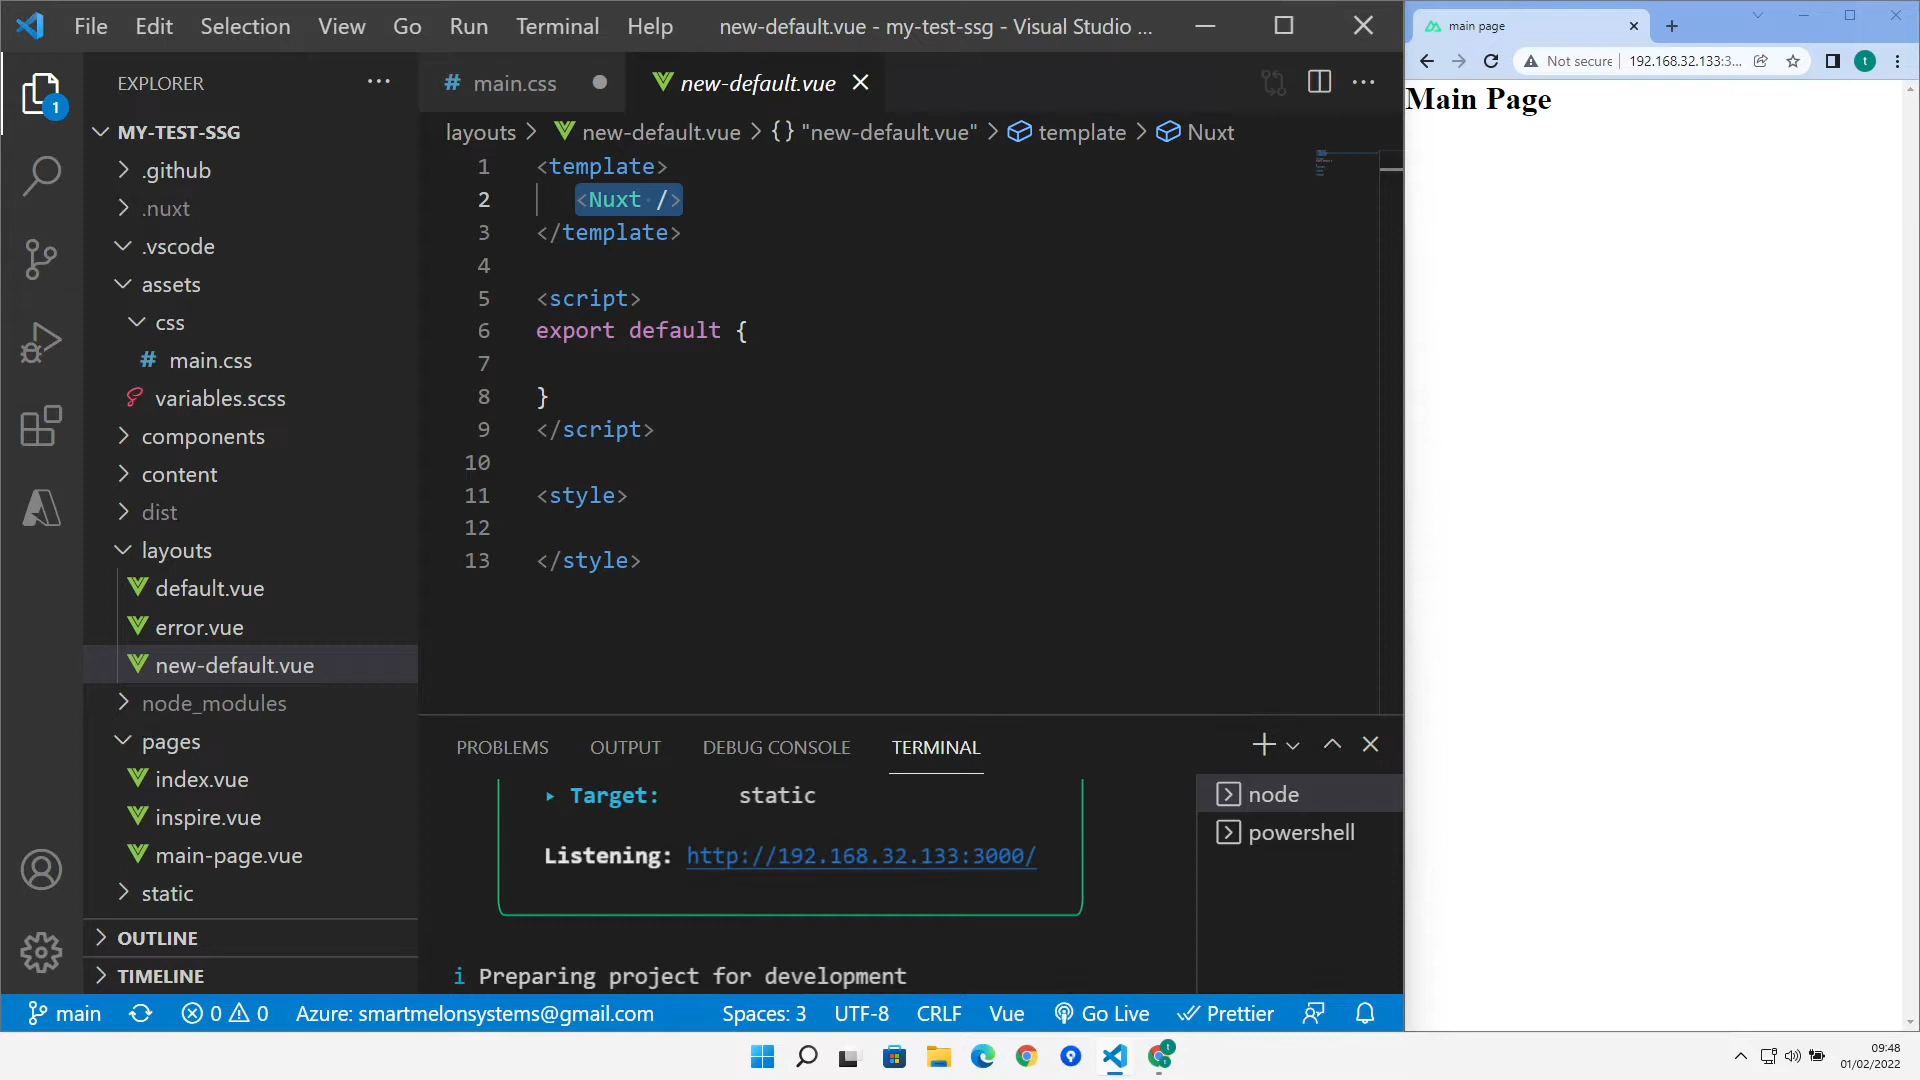 File Edit Selection View Go Run Terminal Help new-default.vue - my-test-ssg - Visual Studio ...
EXPLORER
MY-TEST-SSG
.github
.nuxt
.vscode
assets
css
# main.css
variables.scss
components
content
dist
layouts
default.vue
error.vue
new-default.vue
node_modules
pages
index.vue
inspire.vue
main-page.vue
static
OUTLINE
TIMELINE
1
# main.css
new-default.vue
layouts > new-default.vue > {} "new-default.vue" > template > Nuxt
1 <template>
2 <Nuxt />
3 </template>
4
5 <script>
6 export default {
7
8 }
9 </script>
10
11 <style>
12
13 </style>
PROBLEMS OUTPUT DEBUG CONSOLE TERMINAL
Target: static
Listening: http://192.168.32.133:3000/
i Preparing project for development
node
powershell
main 0 0 Azure: smartmelonsystems@gmail.com Spaces: 3 UTF-8 CRLF Vue Go Live Prettier
main page
Not secure 192.168.32.133:3... t
Main Page
09:48
01/02/2022